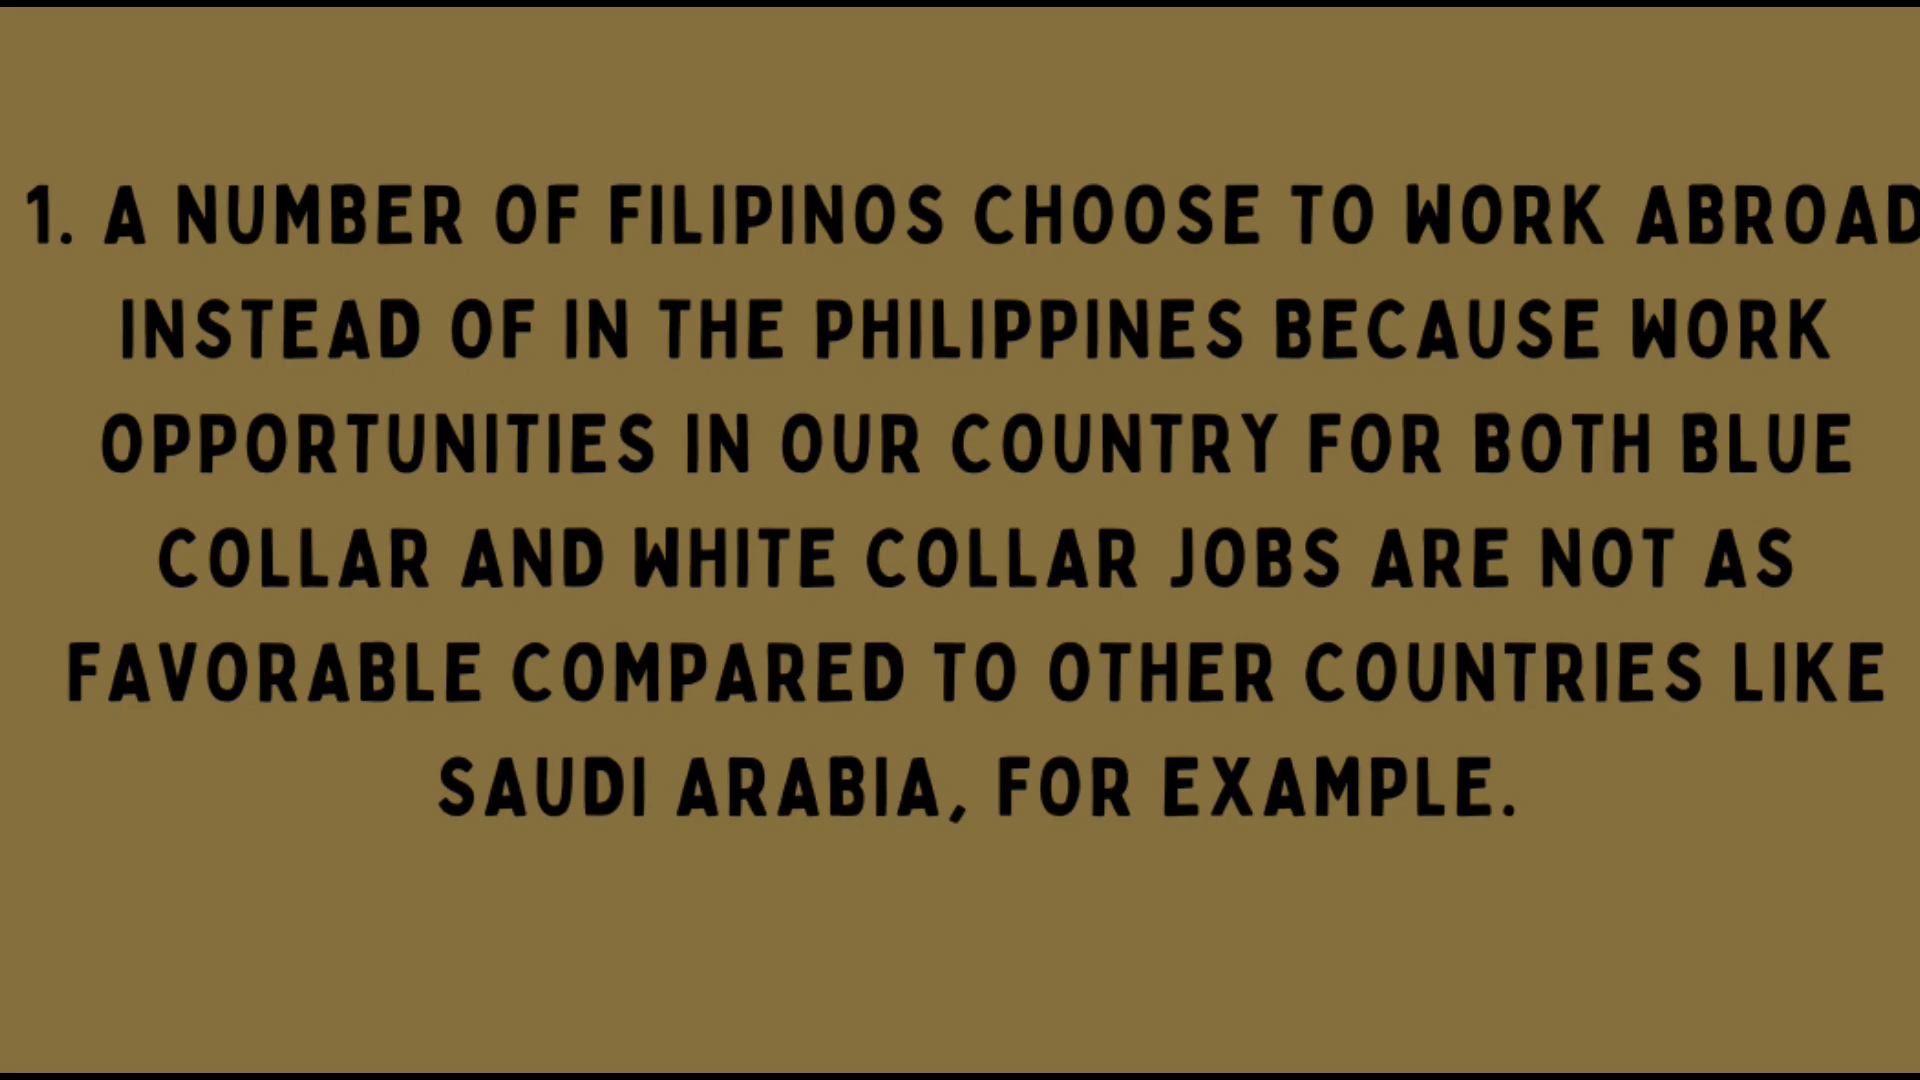 1. A NUMBER OF FILIPINOS CHOOSE TO WORK ABROAD
INSTEAD OF IN THE PHILIPPINES BECAUSE WORK
OPPORTUNITIES IN OUR COUNTRY FOR BOTH BLUE
COLLAR AND WHITE COLLAR JOBS ARE NOT AS
FAVORABLE COMPARED TO OTHER COUNTRIES LIKE
SAUDI ARABIA, FOR EXAMPLE.